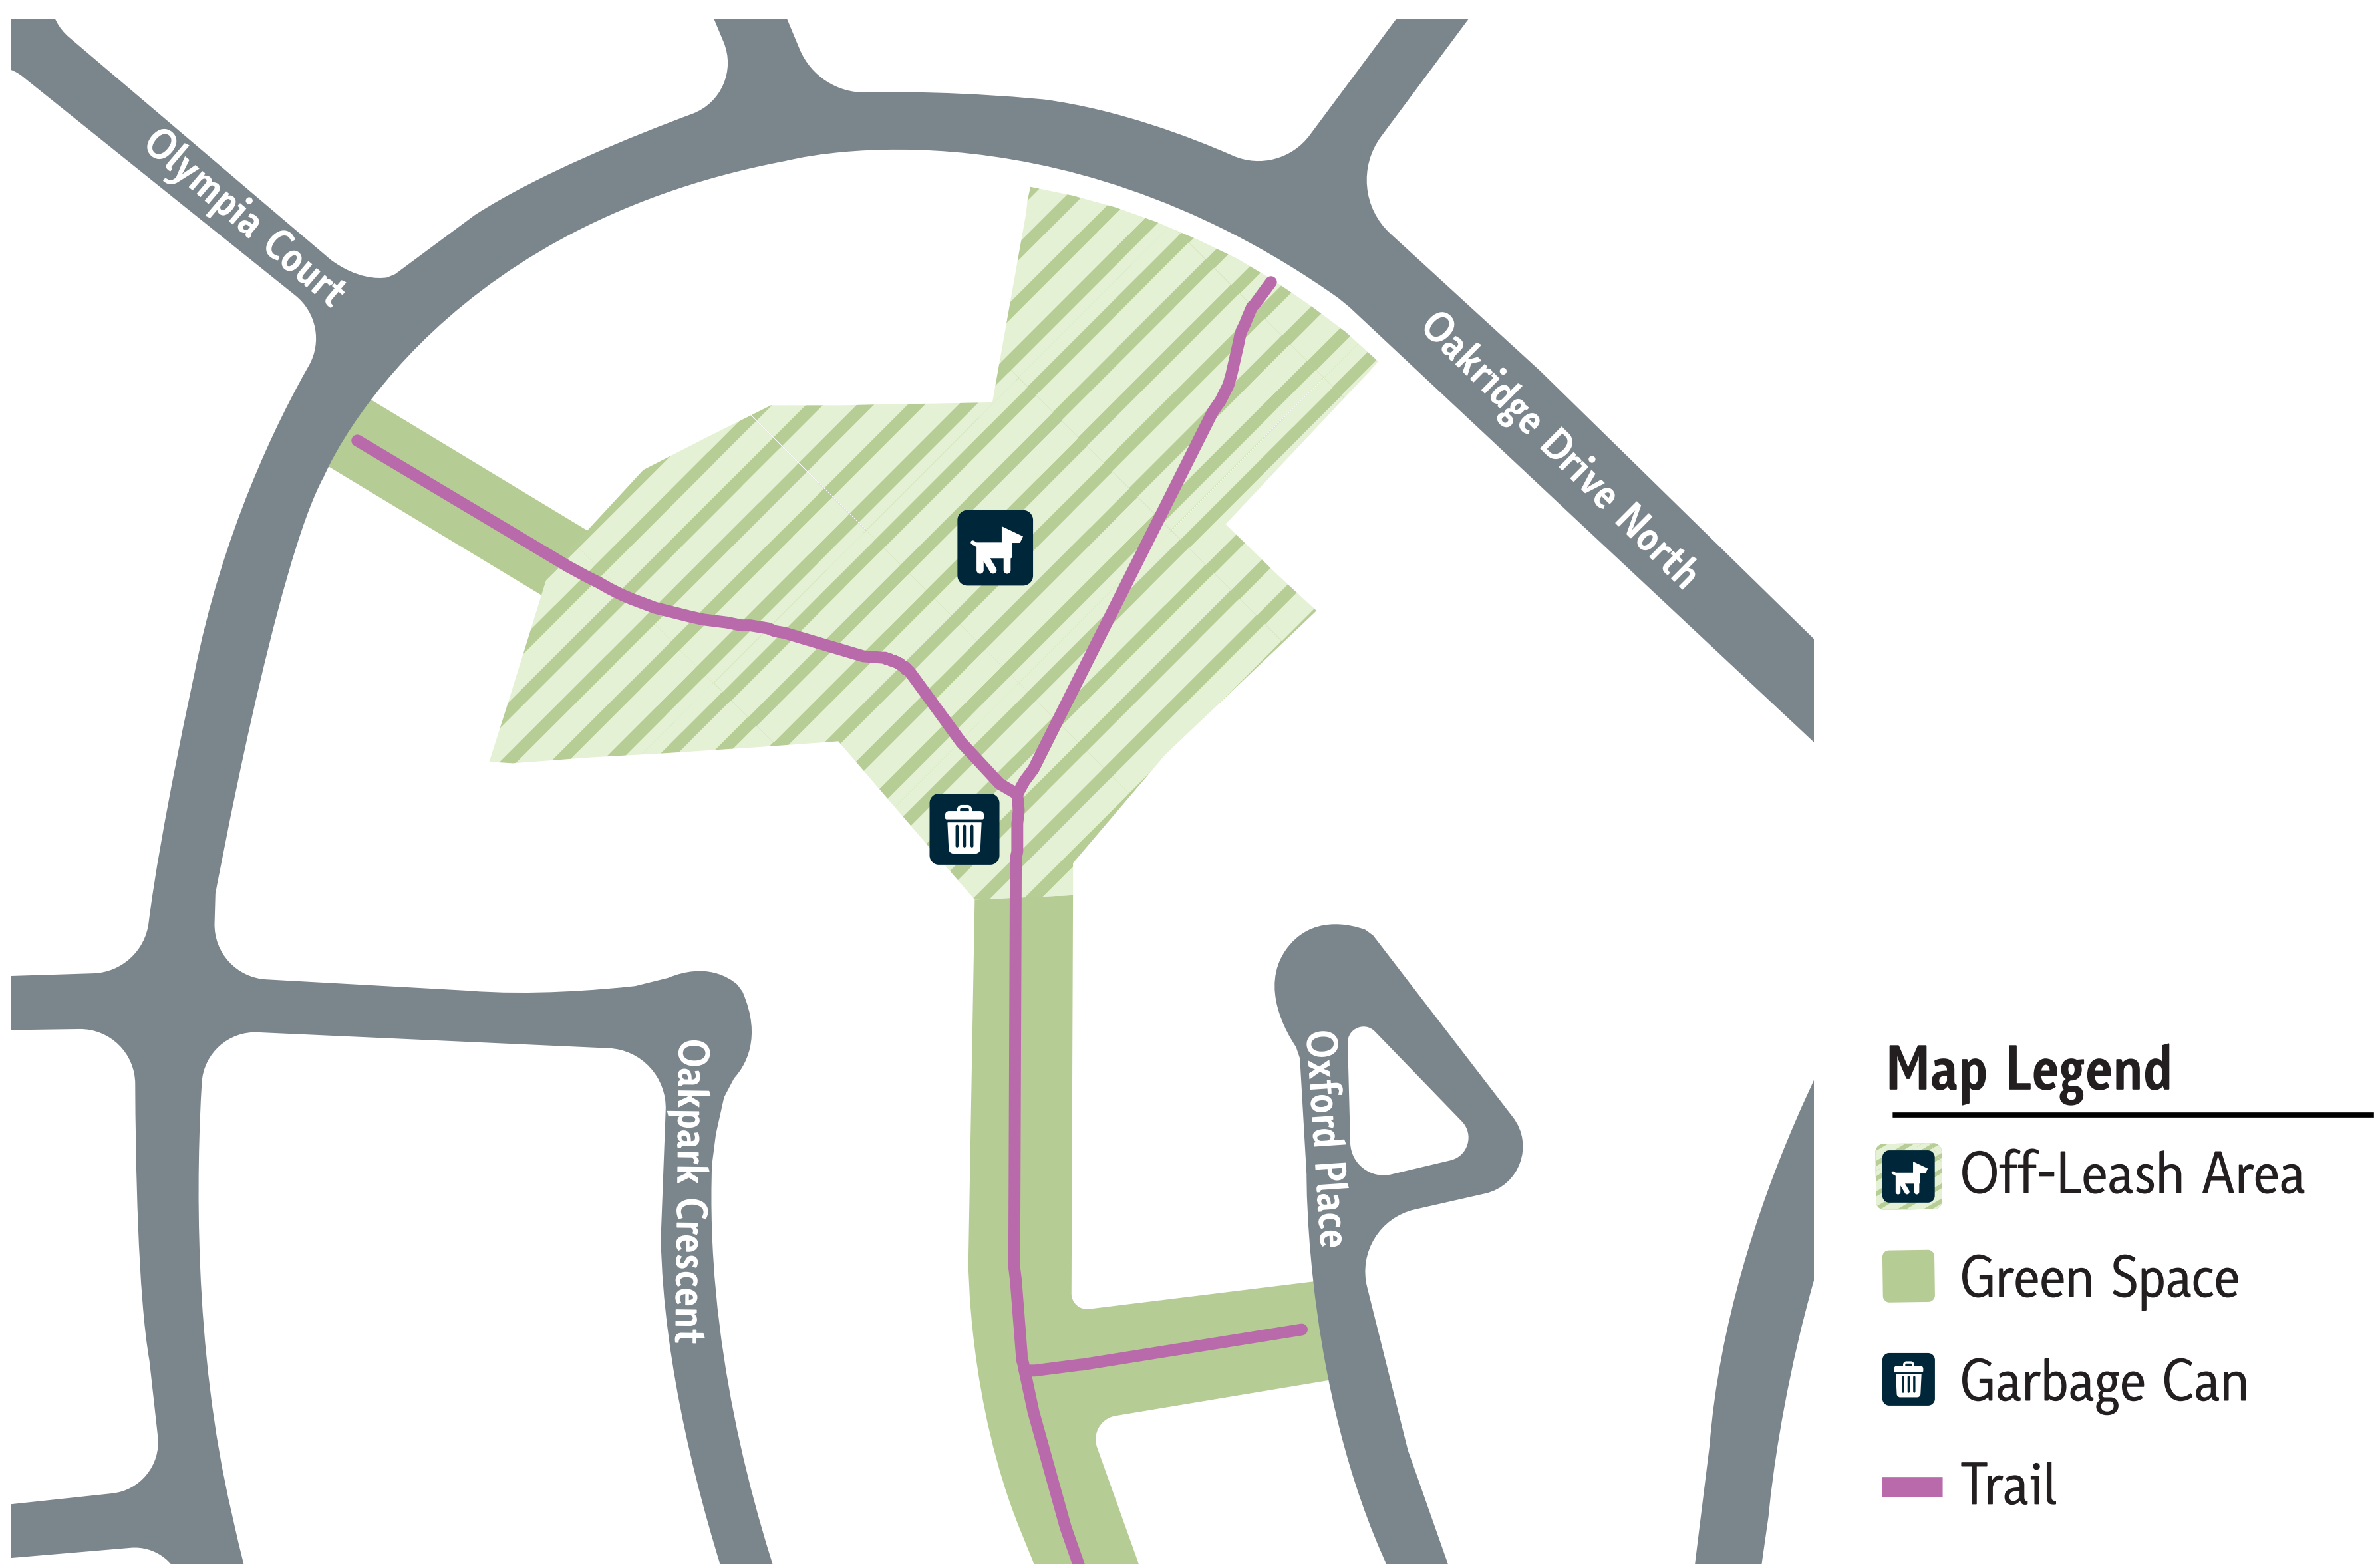 Olympia Court
Oakridge Drive North
Oakpark Crescent
Oxford Place
Map Legend
Off-Leash Area
Green Space
Garbage Can
Trail